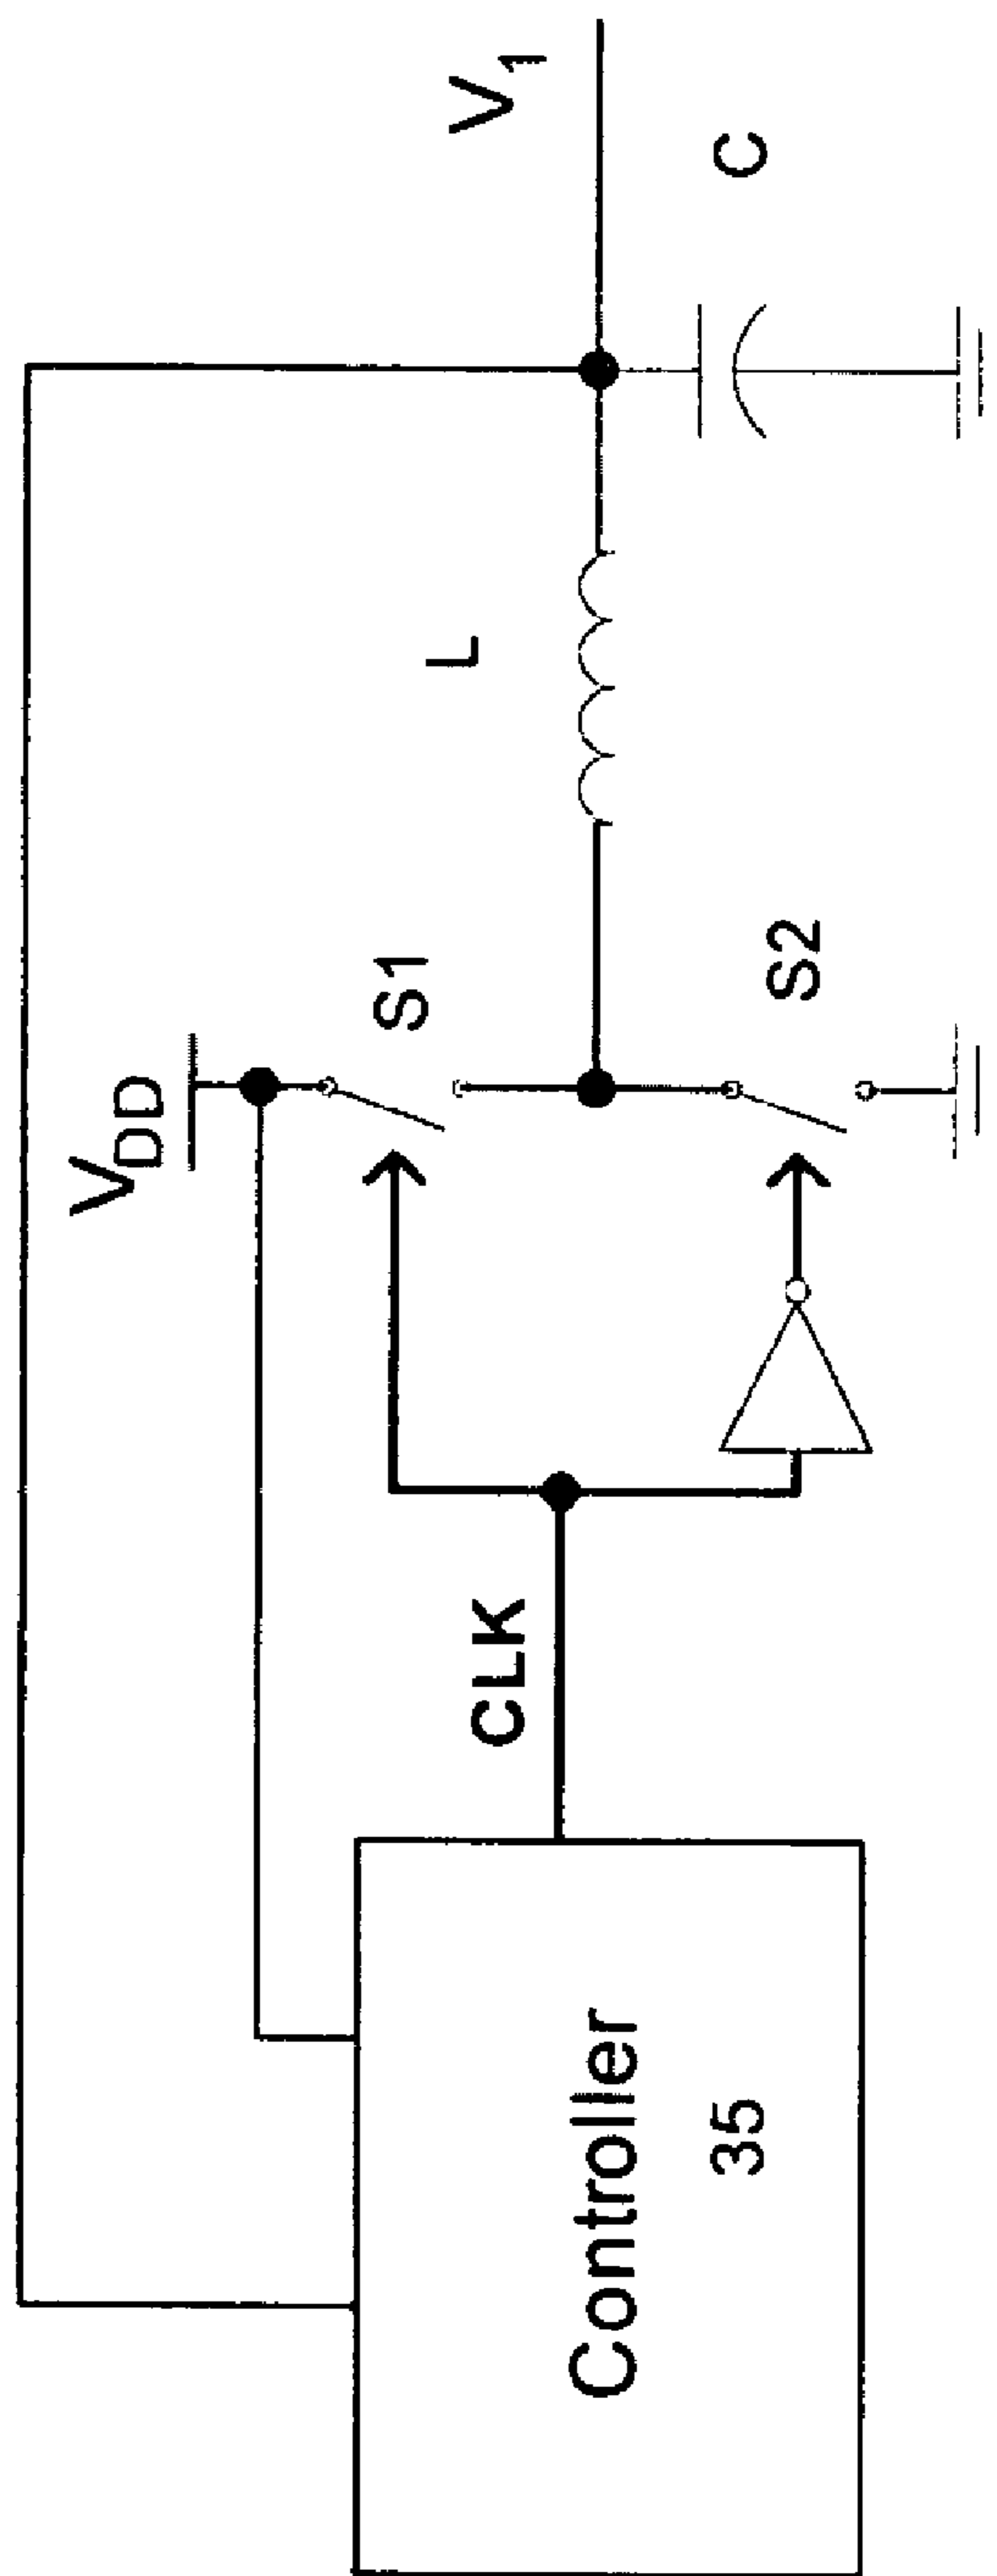 V1
C
L
VDD
S1
S2
CLK
Controller
35